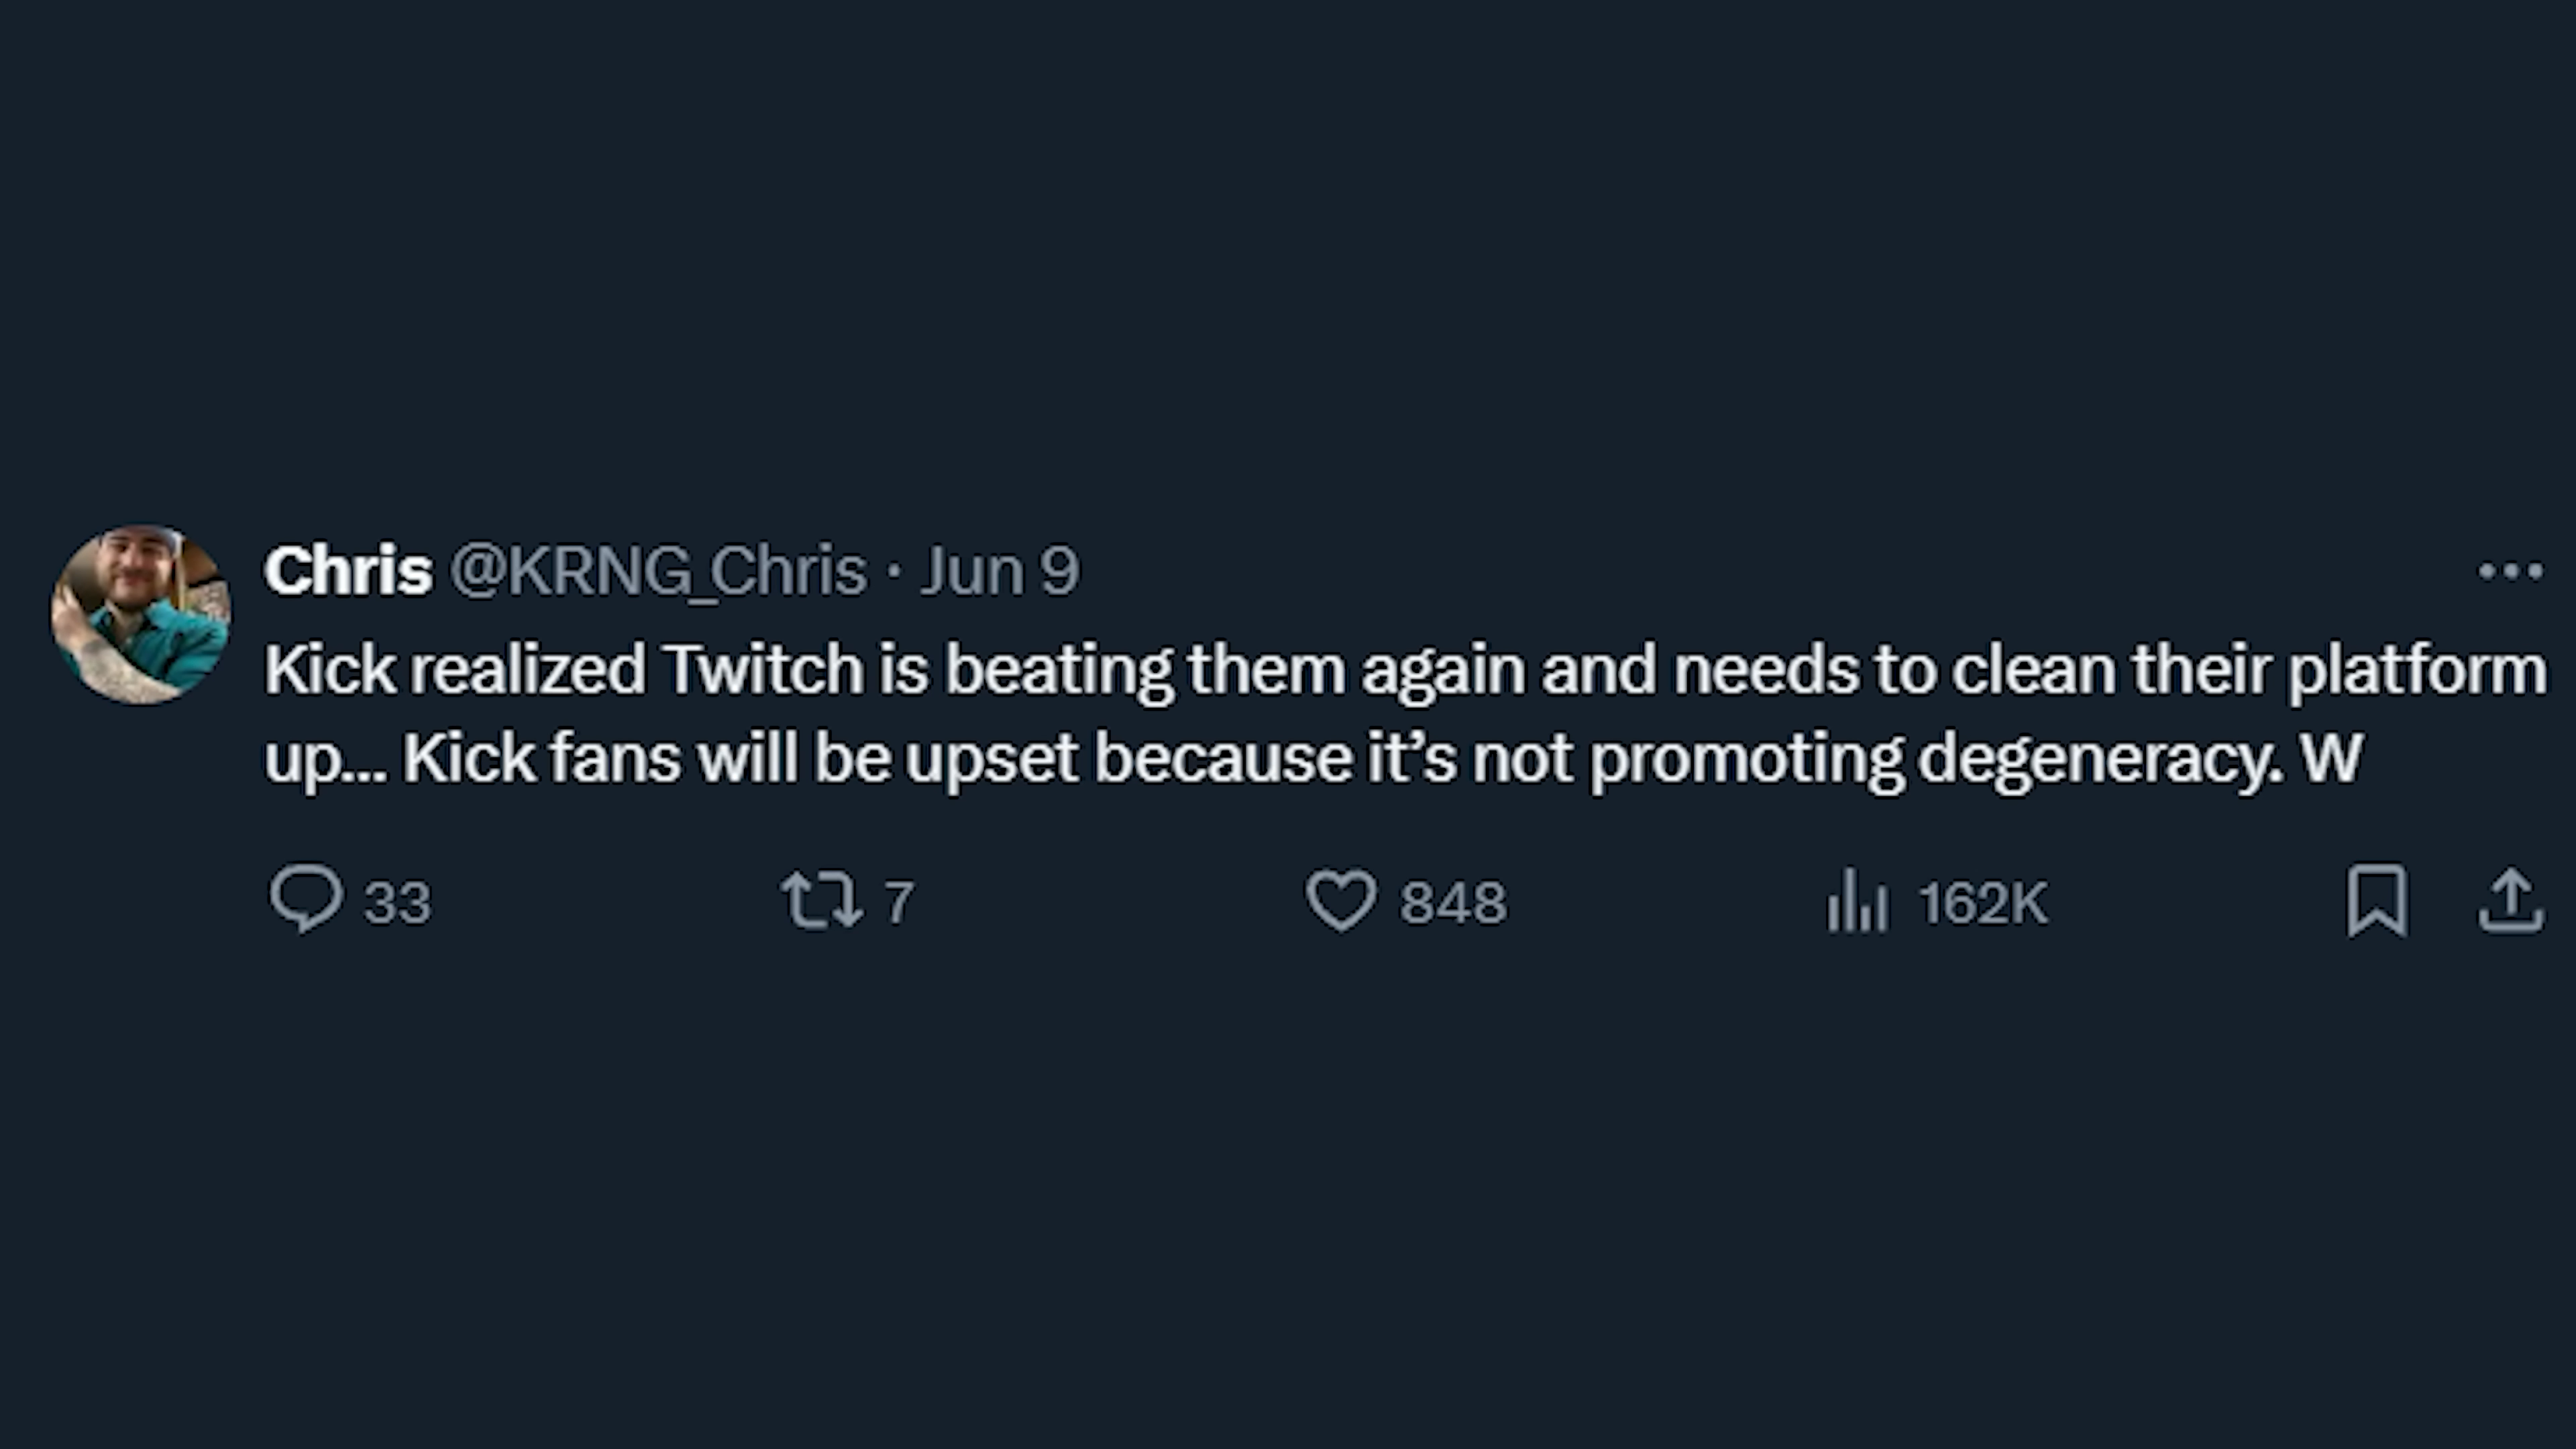 Chris @KRNG_Chris · Jun 9
Kick realized Twitch is beating them again and needs to clean their platform
up... Kick fans will be upset because it’s not promoting degeneracy. W
33 7 848 162K